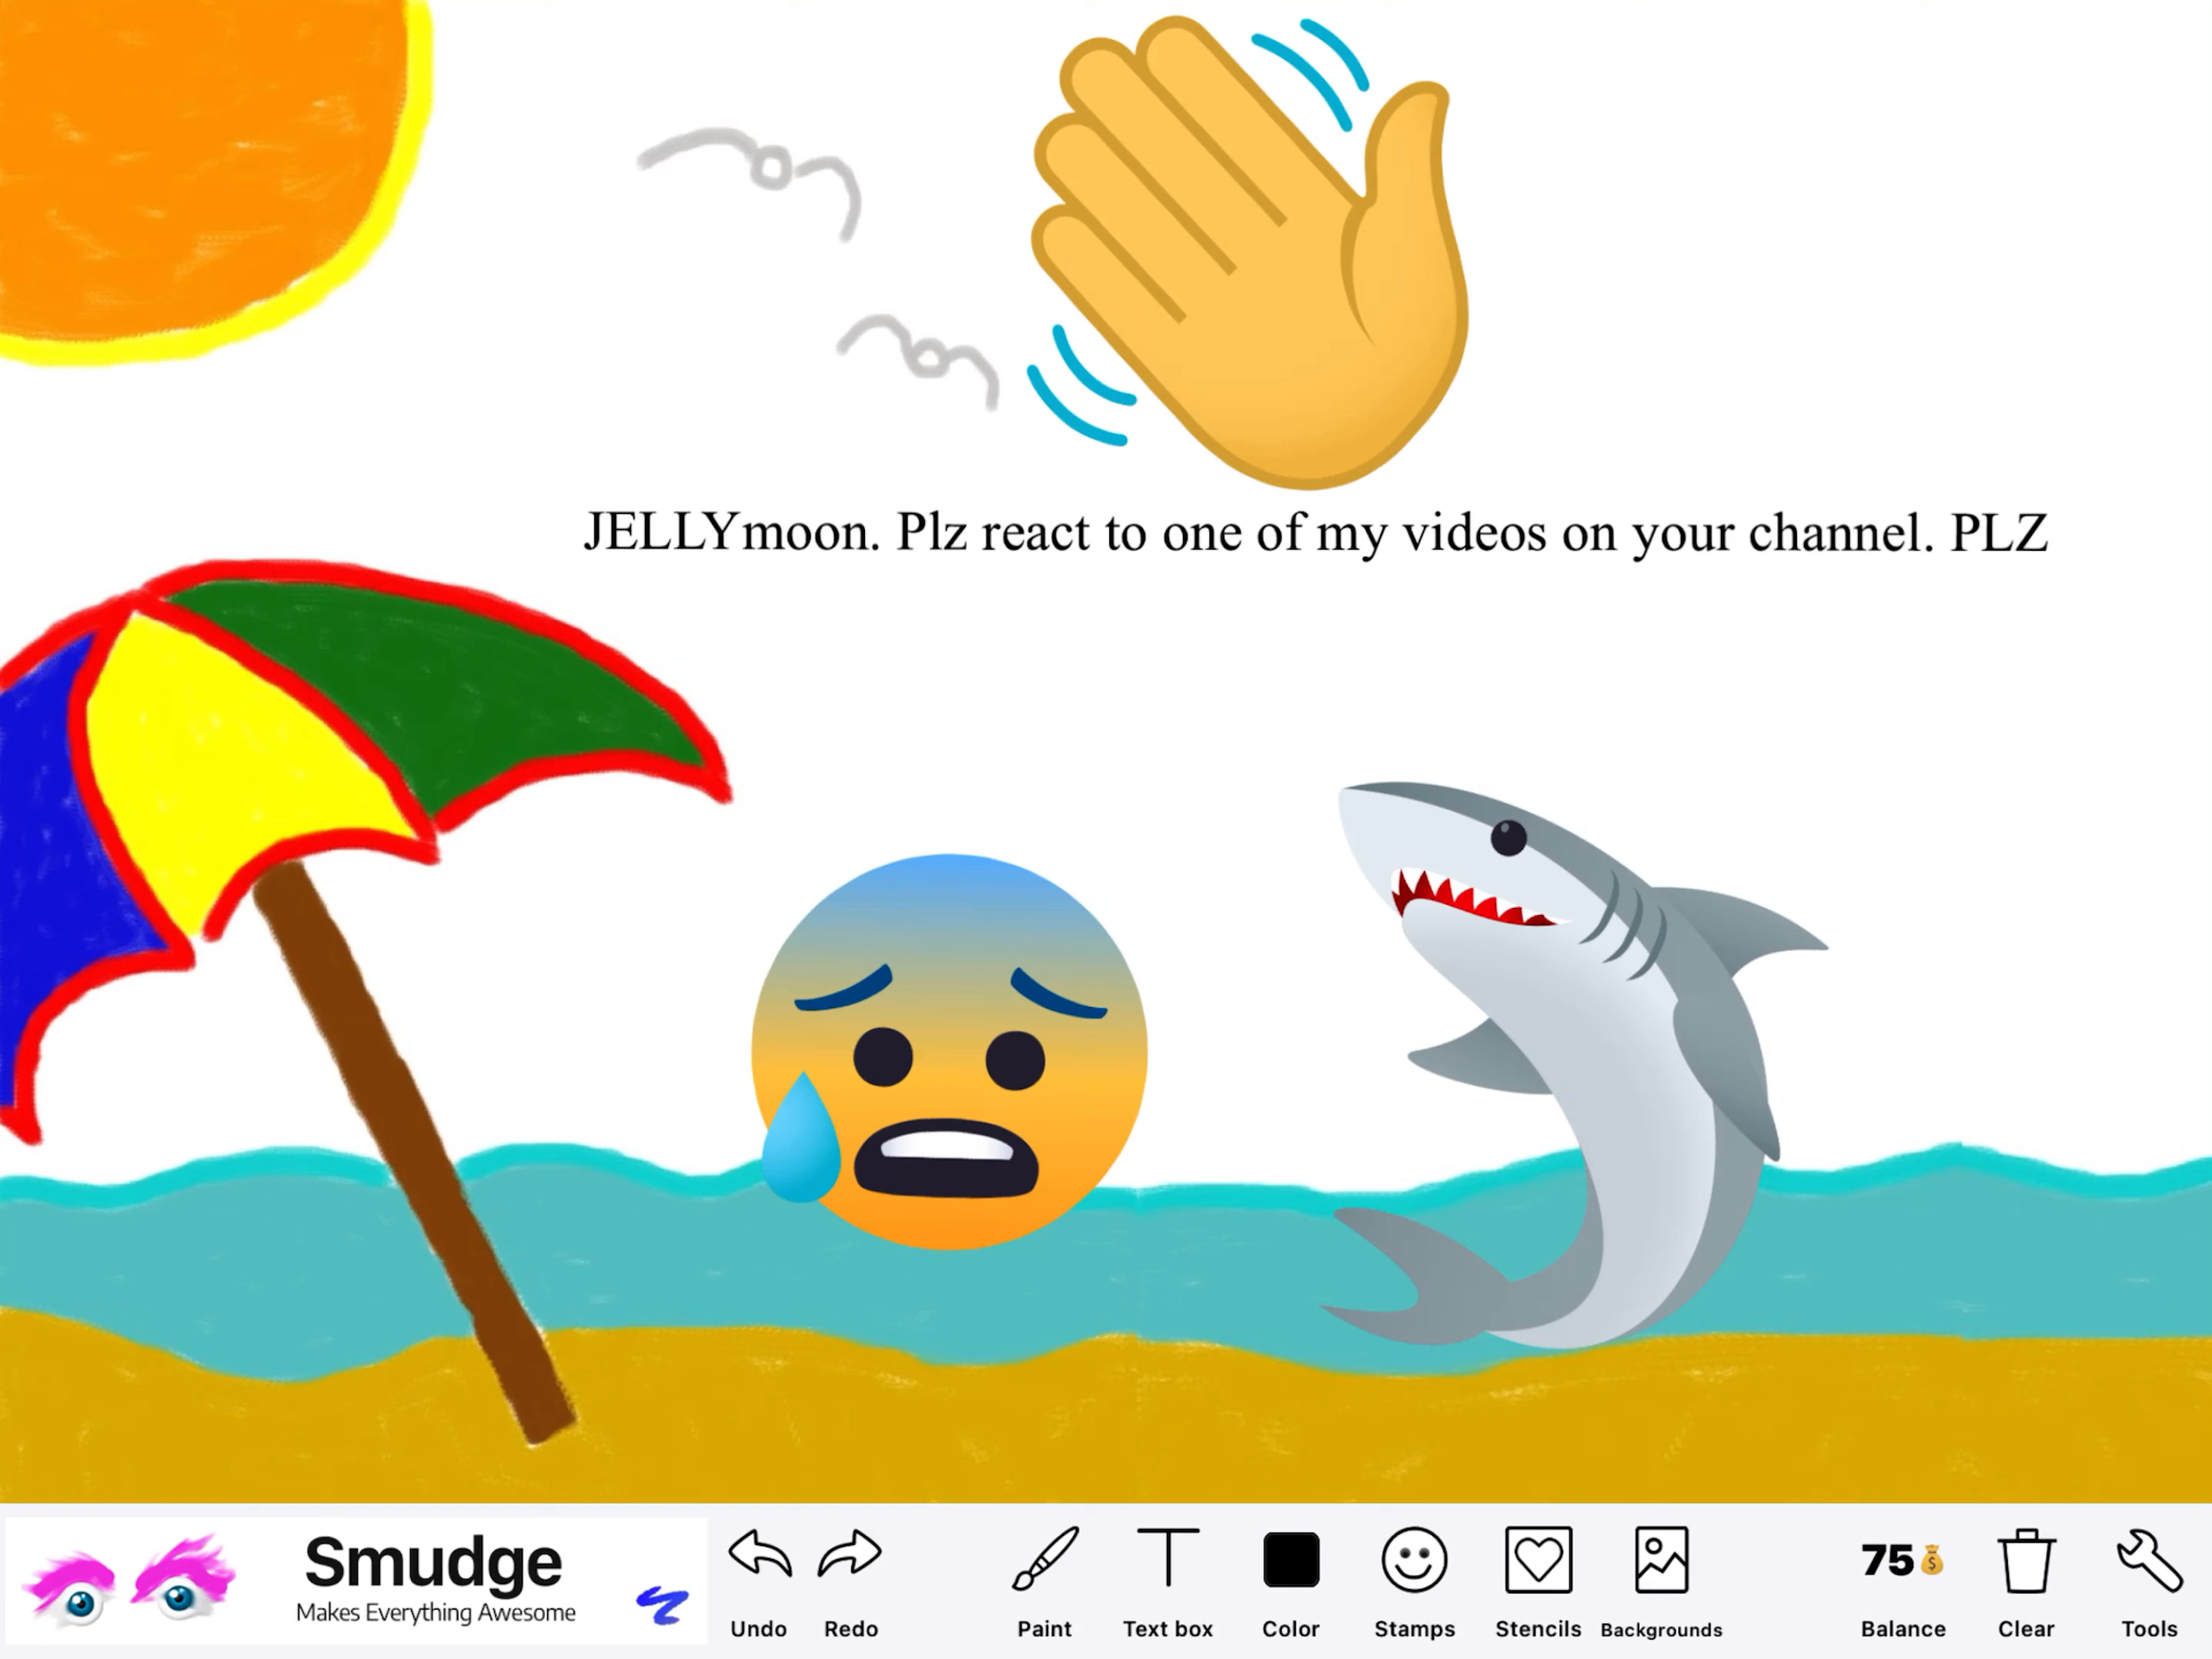 JELLYmoon. Plz react to one of my videos on your channel. PLZ
Smudge
Makes Everything Awesome
Undo
Redo
Paint
Text box
Color
Stamps
Stencils
Backgrounds
75
Balance
Clear
Tools